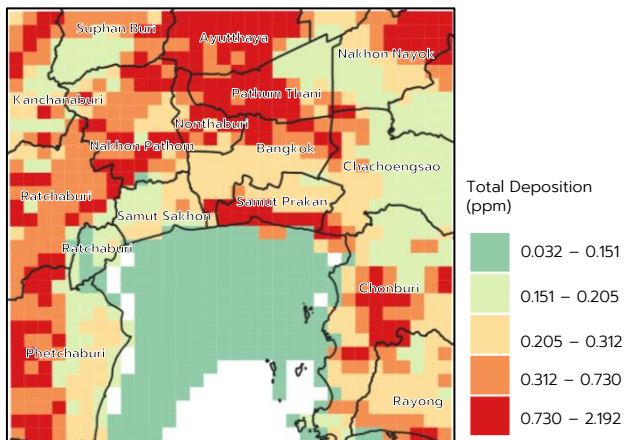 Suphan Buri
Ayutthaya
Nakhon Nayok
Kanchanaburi
Pathum Thani
Nonthaburi
Nakhon Pathom
Bangkok
Chachoengsao
Ratchaburi
Samut Prakan
Samut Sakhon
Ratchaburi
Chonburi
Phetchaburi
Rayong
Total Deposition
(ppm)
0.032 – 0.151
0.151 – 0.205
0.205 – 0.312
0.312 – 0.730
0.730 – 2.192